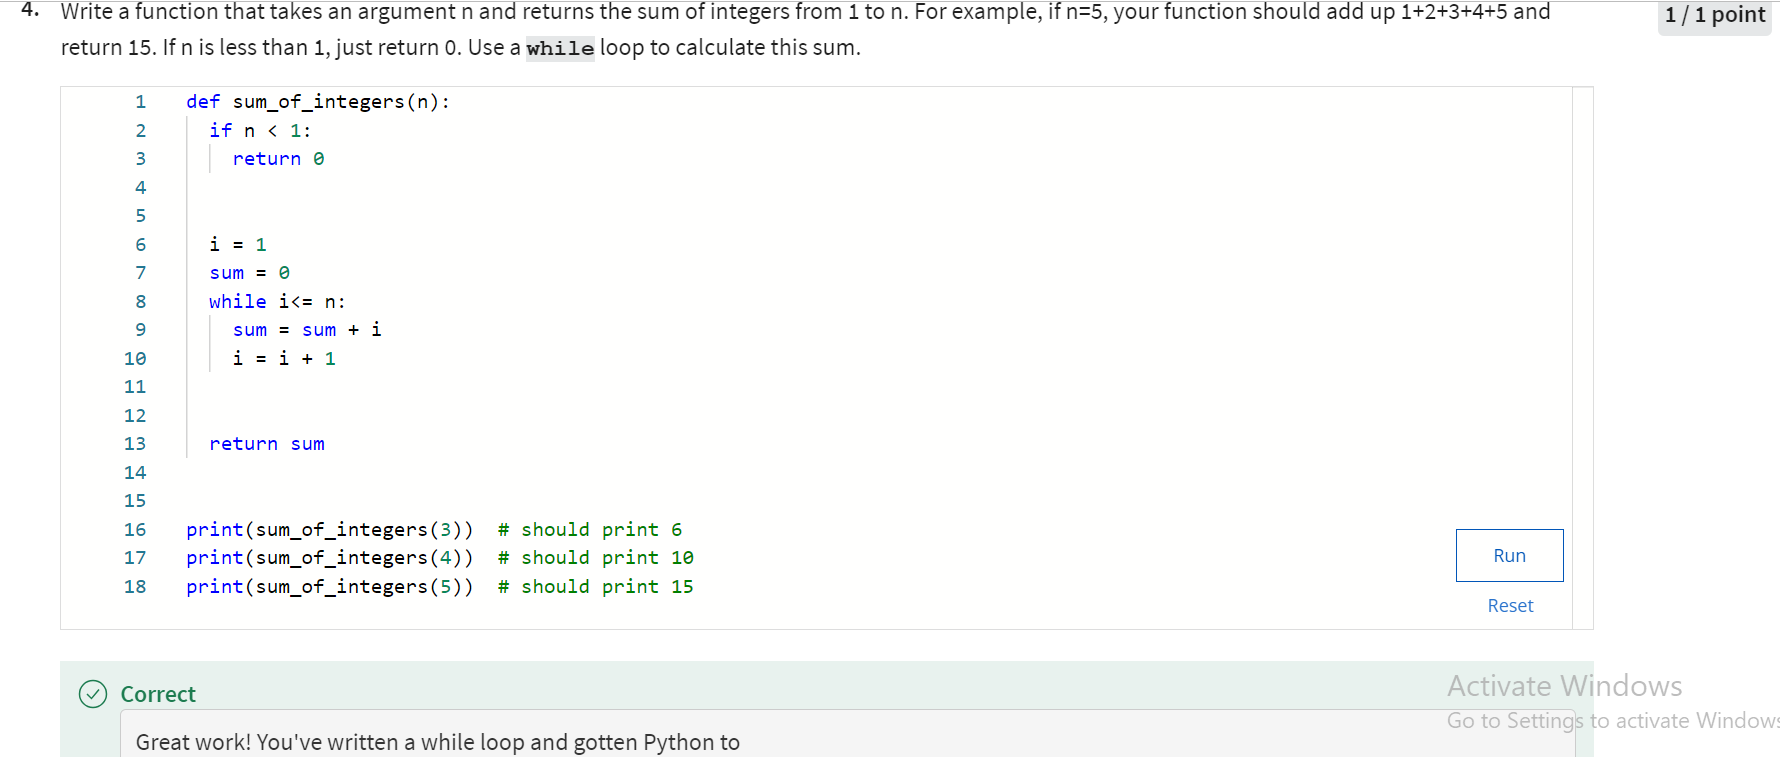 4. Write a function that takes an argument n and returns the sum of integers from 1 to n. For example, if n=5, your function should add up 1+2+3+4+5 and
1 / 1 point
return 15. If n is less than 1, just return 0. Use a while loop to calculate this sum.
1 def sum_of_integers(n):
2   if n < 1:
3     return 0
4
5
6   i = 1
7   sum = 0
8   while i<= n:
9     sum = sum + i
10     i = i + 1
11
12
13   return sum
14
15
16 print(sum_of_integers(3))  # should print 6
17 print(sum_of_integers(4))  # should print 10
18 print(sum_of_integers(5))  # should print 15
Run
Reset
Correct
Great work! You've written a while loop and gotten Python to
Activate Windows
Go to Settings to activate Windows